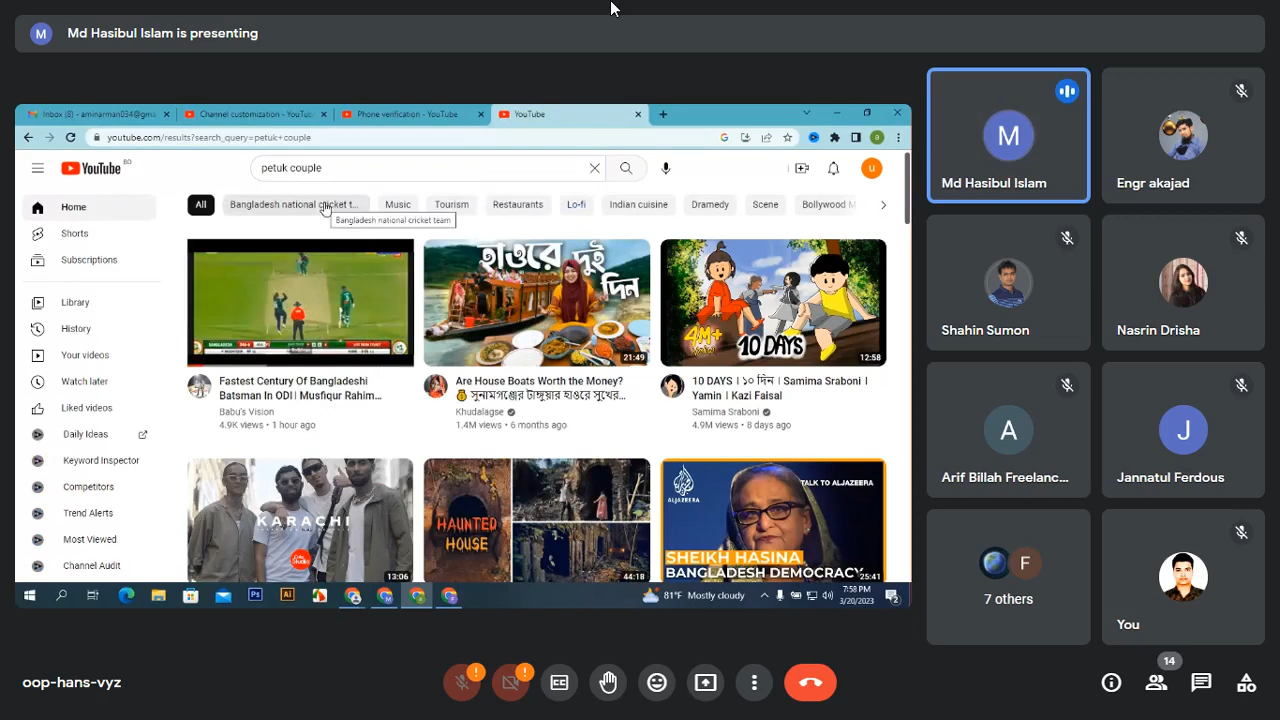 Md Hasibul Islam is presenting
M
Inbox (8) - aminarman034@gma
Channel customization - YouTu
Phone verification - YouTube
YouTube
youtube.com/results?search_query=petuk+couple
YouTube
BD
petuk couple
u
All
Bangladesh national cricket t...
Music
Tourism
Restaurants
Lo-fi
Indian cuisine
Dramedy
Scene
Bollywood M
Bangladesh national cricket team
Home
Shorts
Subscriptions
Library
History
Your videos
Watch later
Liked videos
Daily Ideas
Keyword Inspector
Competitors
Trend Alerts
Most Viewed
Channel Audit
Fastest Century Of Bangladeshi
Batsman In ODI l Musfiqur Rahim...
Babu's Vision
4.9K views • 1 hour ago
হাওরে দুই
দিন
21:49
Are House Boats Worth the Money?
💰 সুনামগঞ্জের টাঙ্গুয়ার হাওরে সুখের...
Khudalagse
1.4M views • 6 months ago
4M+
10 DAYS
12:58
10 DAYS । ১০ দিন । Samima Sraboni ।
Yamin । Kazi Faisal
Samima Sraboni
4.9M views • 8 days ago
KARACHI
13:06
HAUNTED
HOUSE
44:18
ALJAZEERA
TALK TO ALJAZEERA
SHEIKH HASINA
BANGLADESH DEMOCRACY
25:41
Ps
Ai
81°F Mostly cloudy
7:58 PM
3/20/2023
2
M
Md Hasibul Islam
Engr akajad
Shahin Sumon
Nasrin Drisha
A
Arif Billah Freelanc...
J
Jannatul Ferdous
F
7 others
You
oop-hans-vyz
14